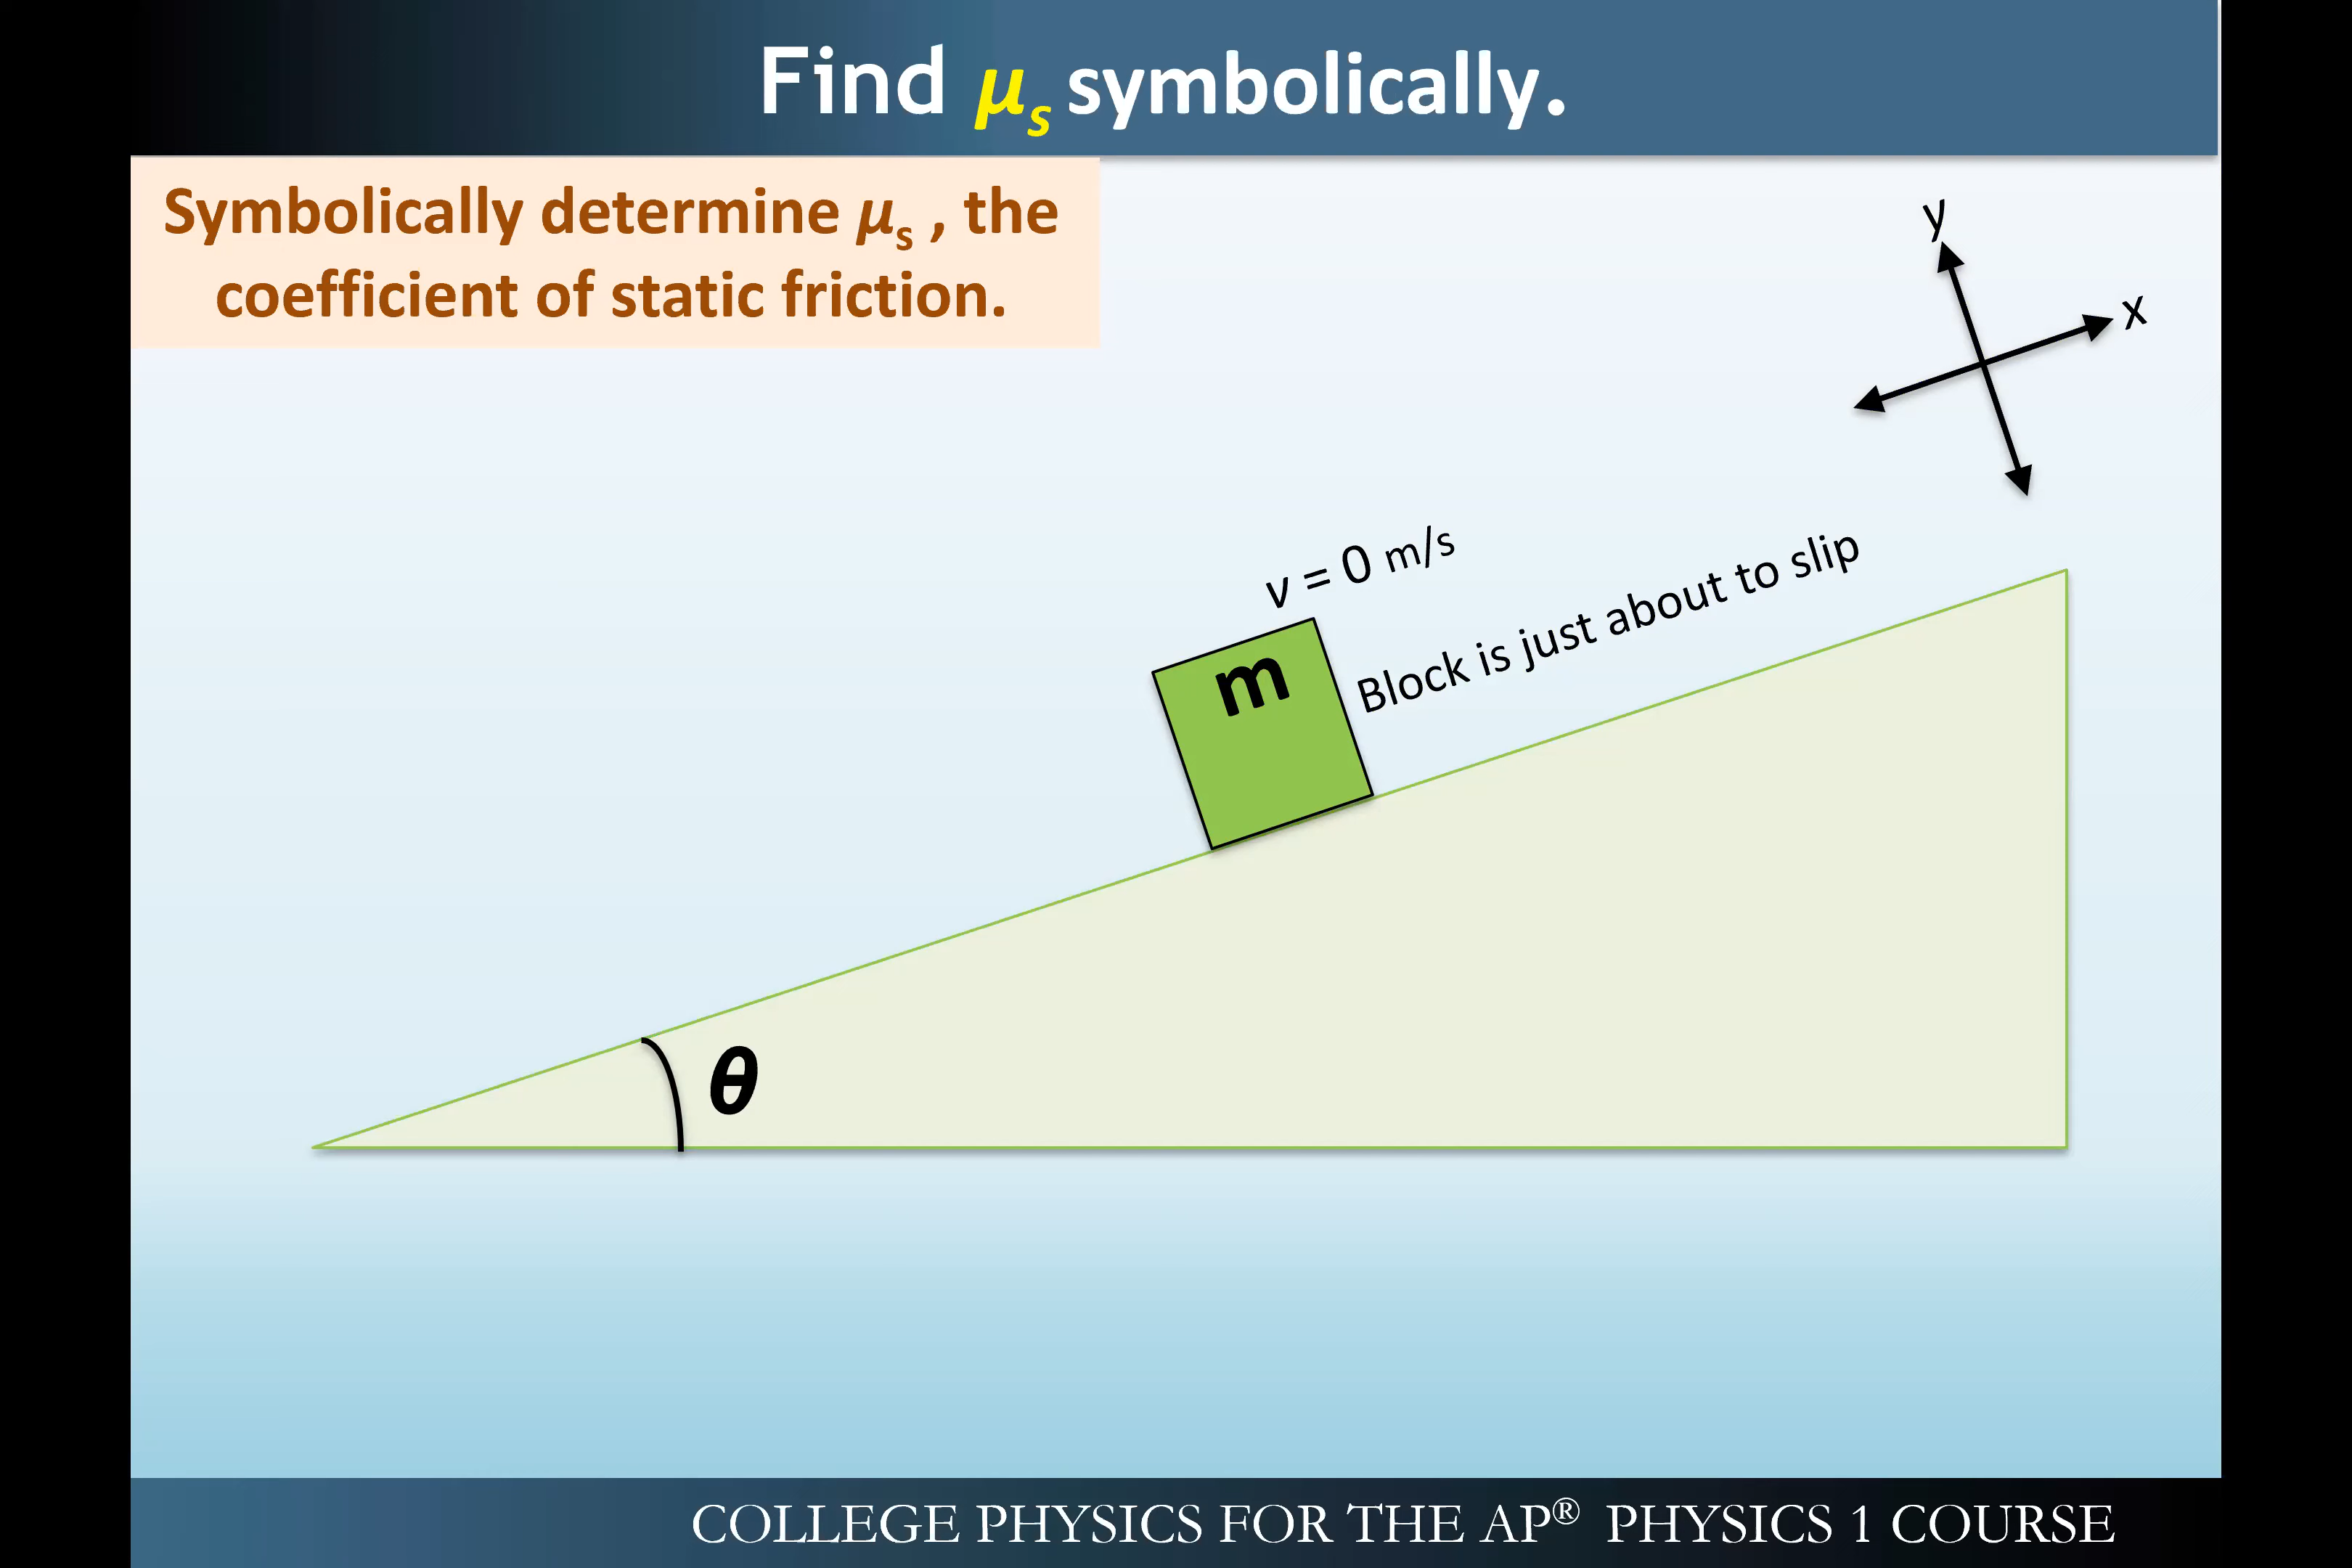 Find μs symbolically.
Symbolically determine μs , the
coefficient of static friction.
y
x
v = 0 m/s
Block is just about to slip
m
θ
COLLEGE PHYSICS FOR THE AP® PHYSICS 1 COURSE